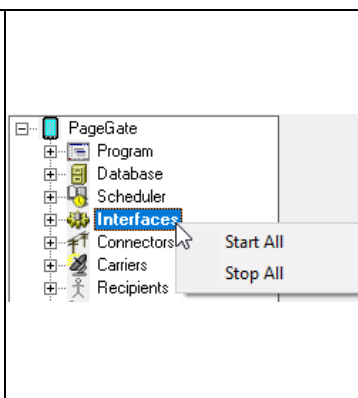 PageGate
Program
Database
Scheduler
Interfaces
Connectors
Start All
Carriers
Stop All
Recipients